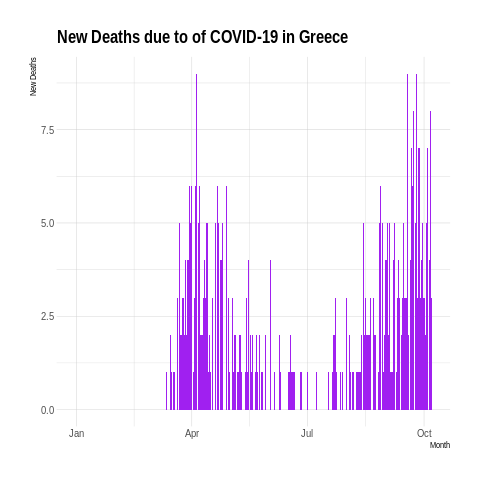 New Deaths due to of COVID-19 in Greece
New Deaths
7.5
5.0
2.5
0.0
Jan Apr Jul Oct
Month